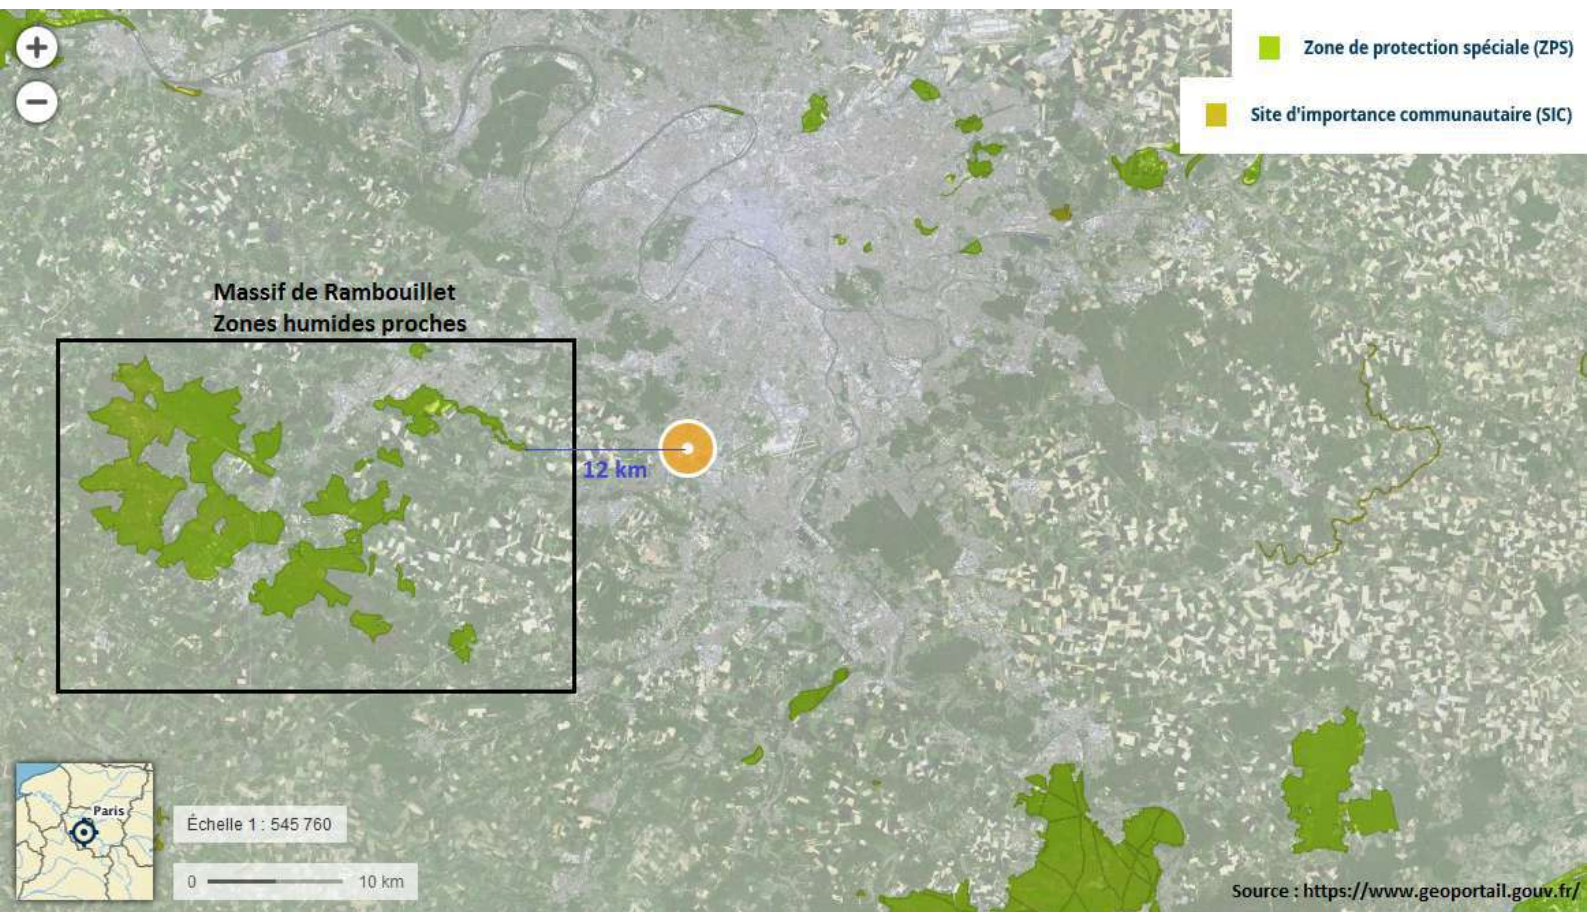 +
−
Zone de protection spéciale (ZPS)
Site d'importance communautaire (SIC)
Massif de Rambouillet
Zones humides proches
12 km
Paris
Échelle 1 : 545 760
0 10 km
Source : https://www.geoportail.gouv.fr/